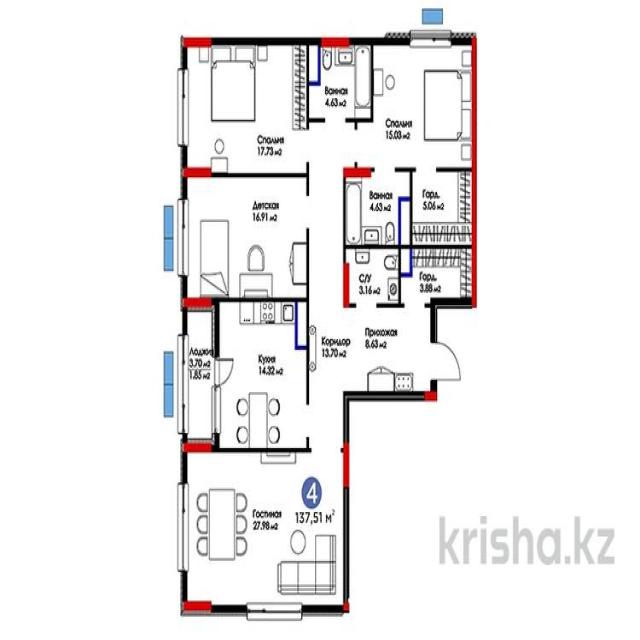 Спальня
17.73 м2
Ванная
4.63 м2
Спальня
15.03 м2
Детская
16.91 м2
Ванная
4.63 м2
Гард.
5.06 м2
С/У
3.16 м2
Гард.
3.88 м2
Лоджия
3.70 м2
1.85 м2
Кухня
14.32 м2
Коридор
13.70 м2
Прихожая
8.63 м2
4
137,51 м2
Гостиная
27.98 м2
krisha.kz